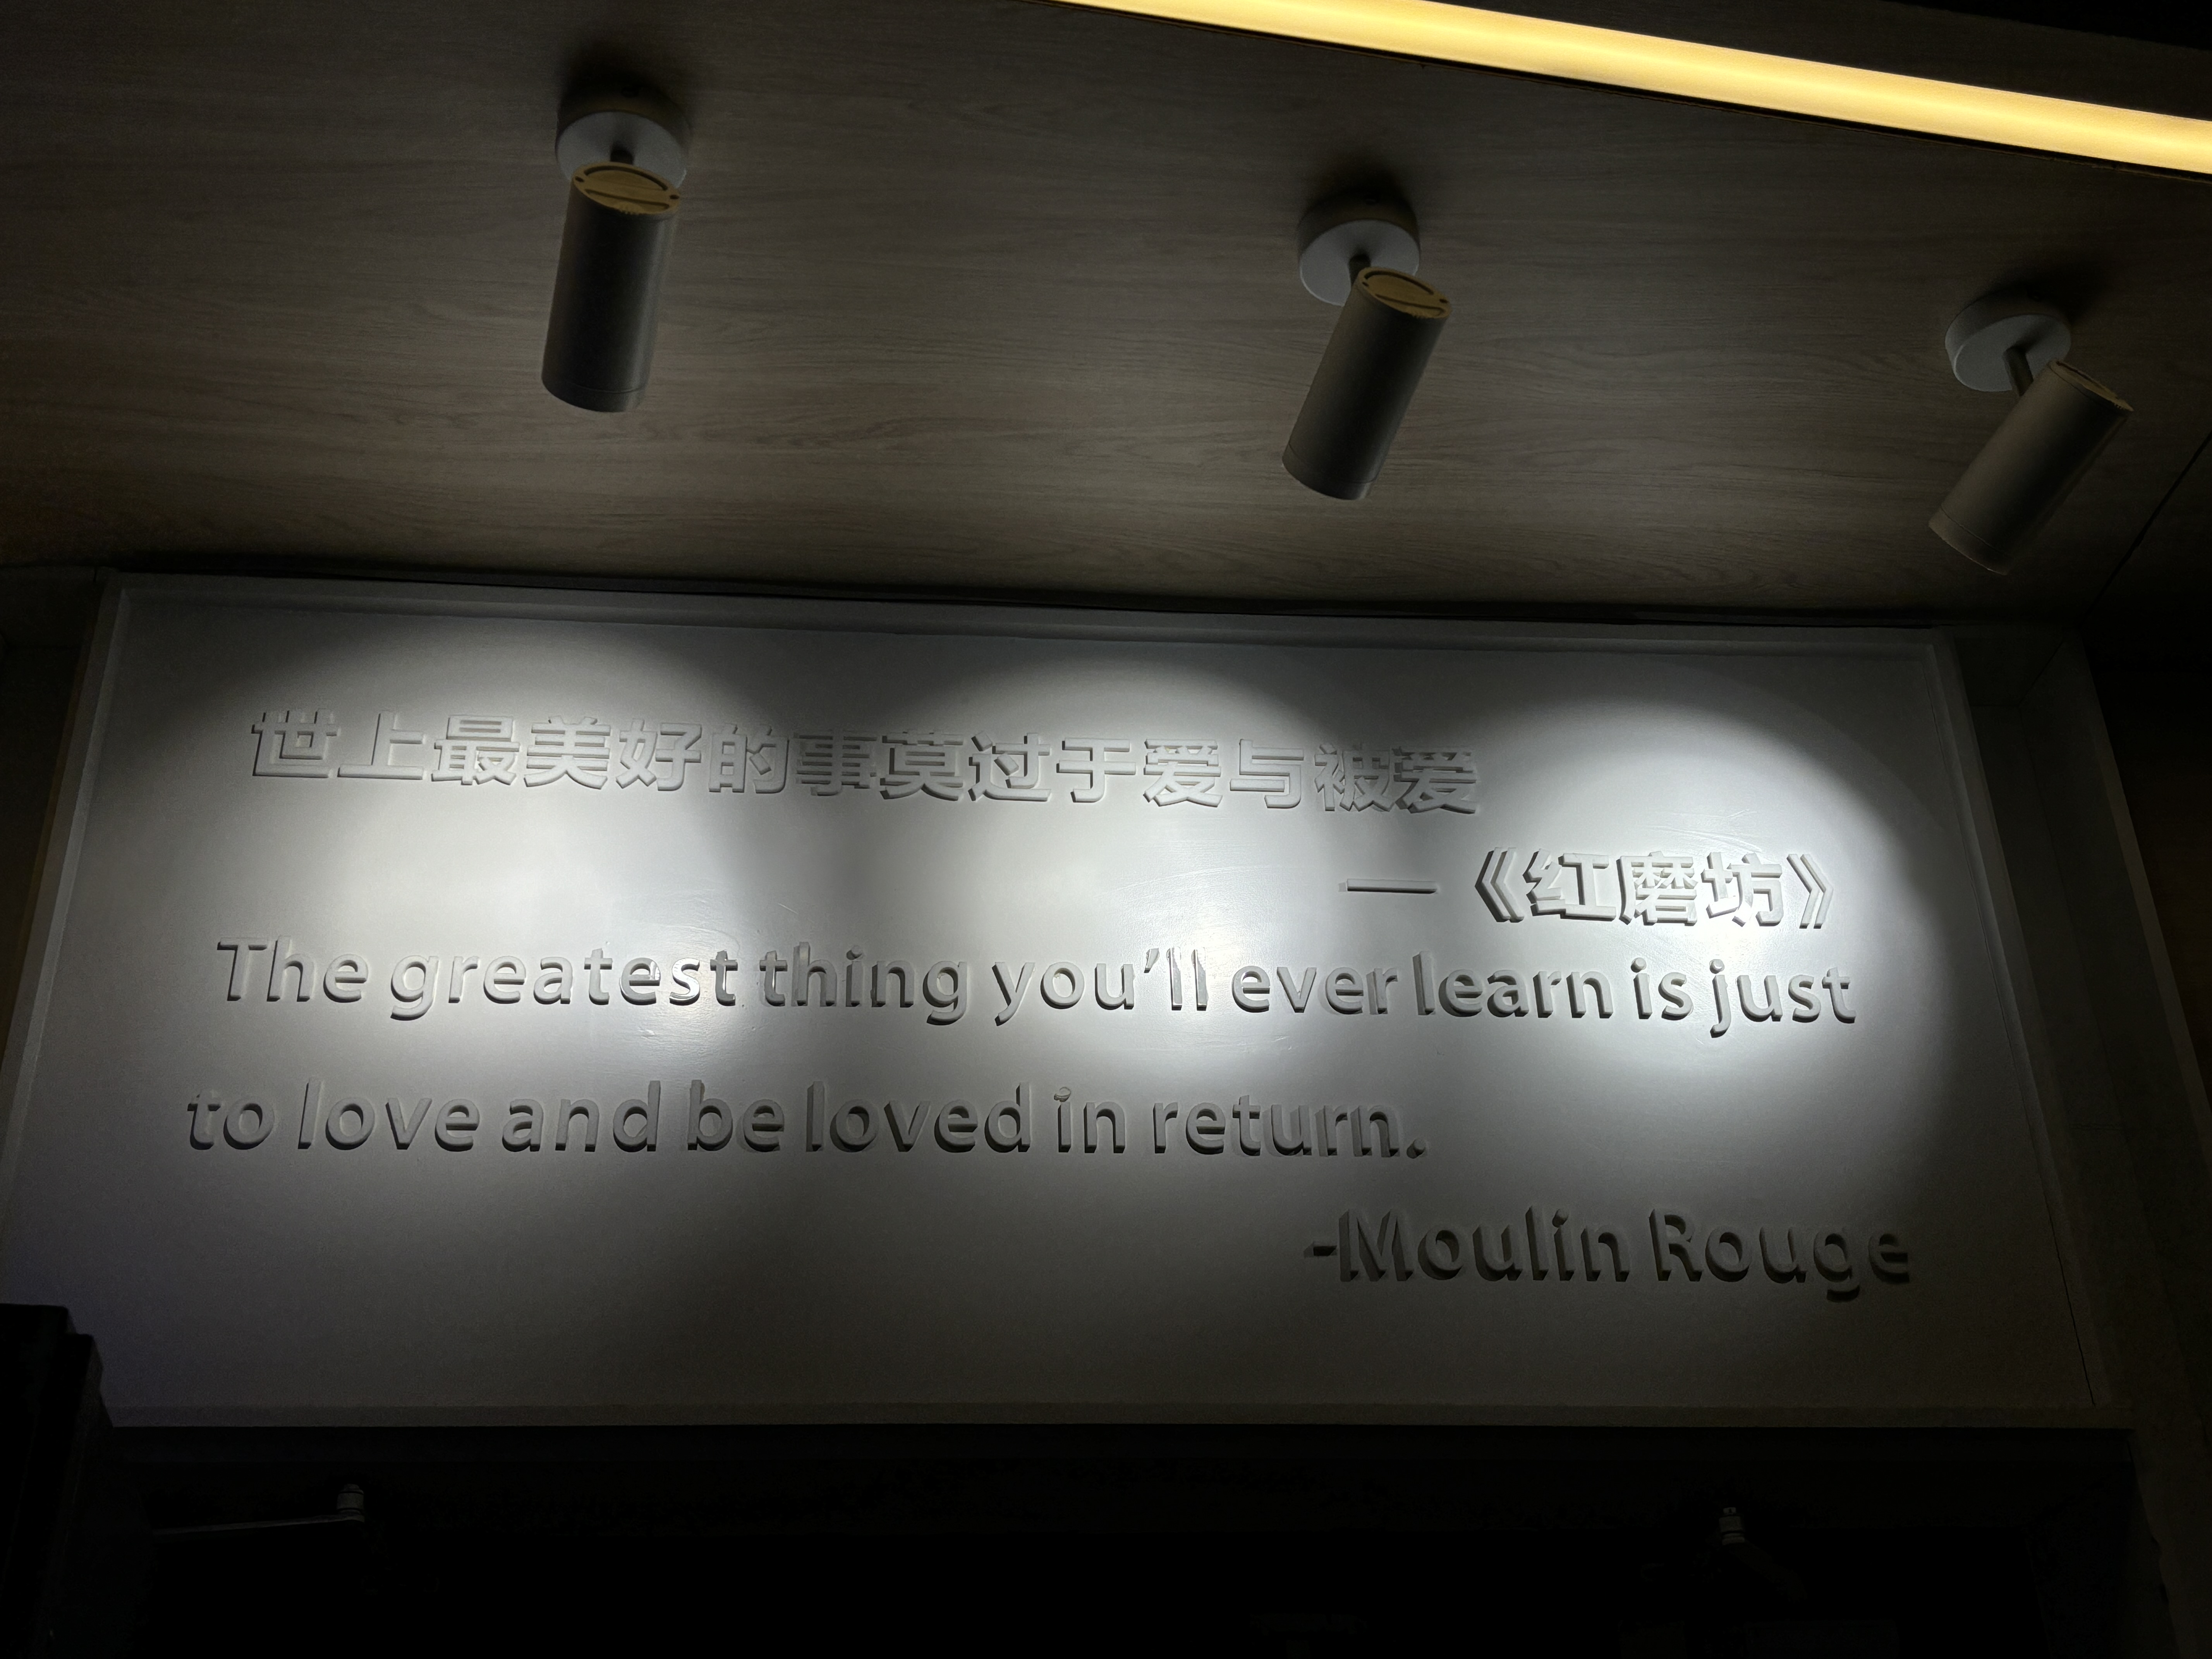 世上最美好的事莫过于爱与被爱
—《红磨坊》
The greatest thing you'll ever learn is just
to love and be loved in return.
-Moulin Rouge